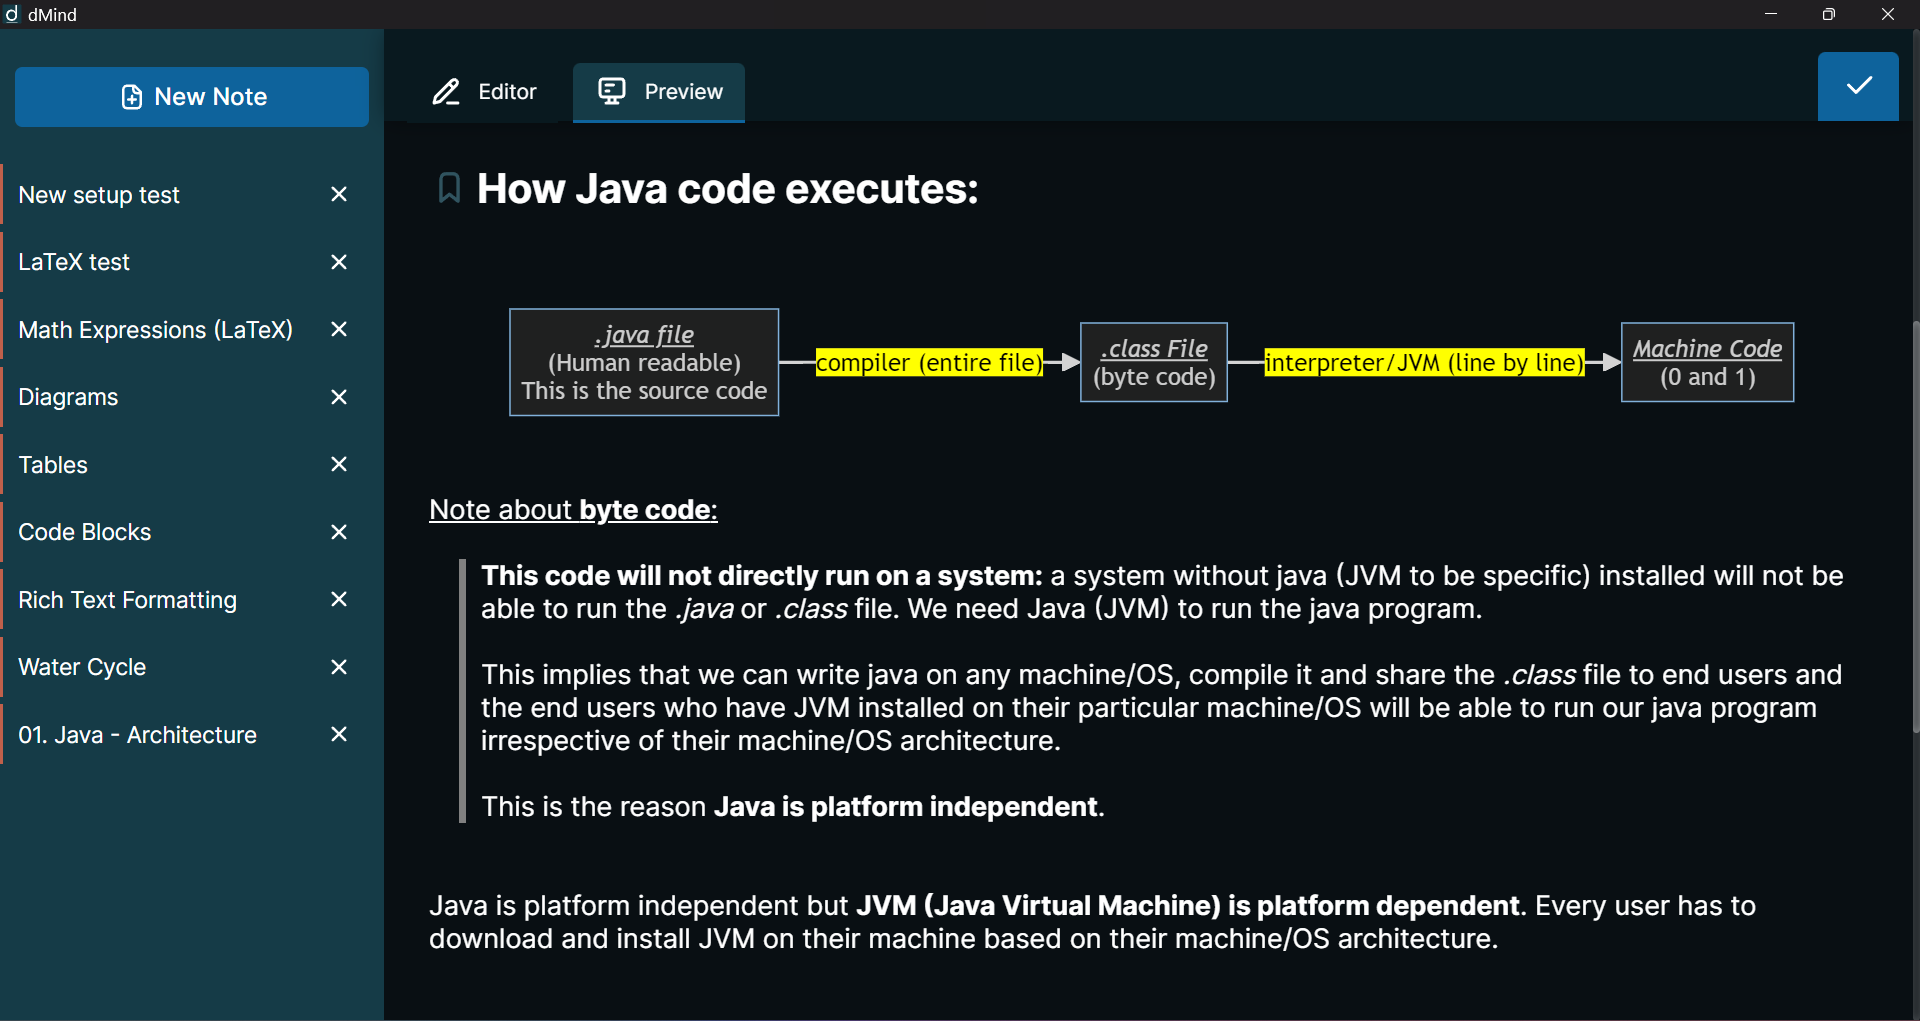 dMind
New Note
New setup test
LaTeX test
Math Expressions (LaTeX)
Diagrams
Tables
Code Blocks
Rich Text Formatting
Water Cycle
01. Java - Architecture
Editor
Preview
How Java code executes:
.java file
(Human readable)
This is the source code
compiler (entire file)
.class File
(byte code)
interpreter/JVM (line by line)
Machine Code
(0 and 1)
Note about byte code:
This code will not directly run on a system: a system without java (JVM to be specific) installed will not be
able to run the .java or .class file. We need Java (JVM) to run the java program.
This implies that we can write java on any machine/OS, compile it and share the .class file to end users and
the end users who have JVM installed on their particular machine/OS will be able to run our java program
irrespective of their machine/OS architecture.
This is the reason Java is platform independent.
Java is platform independent but JVM (Java Virtual Machine) is platform dependent. Every user has to
download and install JVM on their machine based on their machine/OS architecture.